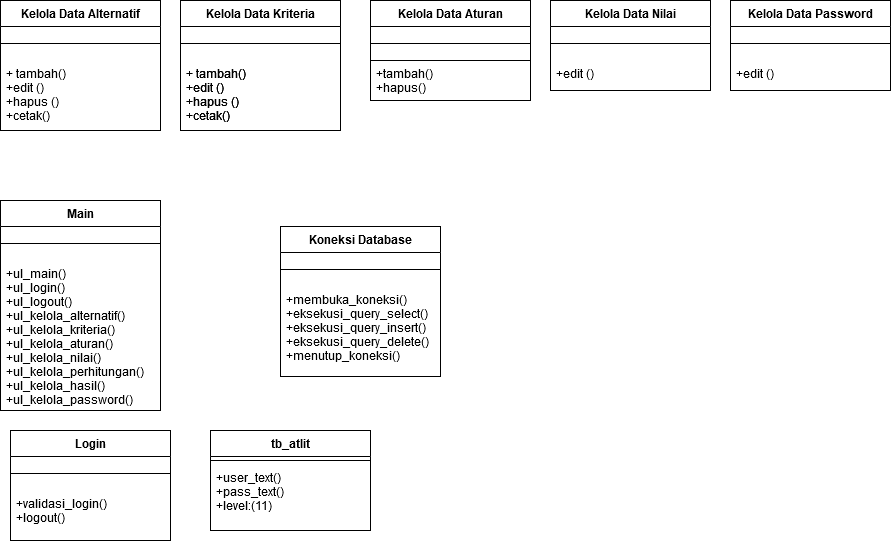 Kelola Data Alternatif
+ tambah()
+edit ()
+hapus ()
+cetak()
Kelola Data Kriteria
+ tambah()
+edit ()
+hapus ()
+cetak()
Kelola Data Aturan
+tambah()
+hapus()
Kelola Data Nilai
+edit ()
Kelola Data Password
+edit ()
Main
+ul_main()
+ul_login()
+ul_logout()
+ul_kelola_alternatif()
+ul_kelola_kriteria()
+ul_kelola_aturan()
+ul_kelola_nilai()
+ul_kelola_perhitungan()
+ul_kelola_hasil()
+ul_kelola_password()
Koneksi Database
+membuka_koneksi()
+eksekusi_query_select()
+eksekusi_query_insert()
+eksekusi_query_delete()
+menutup_koneksi()
Login
+validasi_login()
+logout()
tb_atlit
+user_text()
+pass_text()
+level:(11)